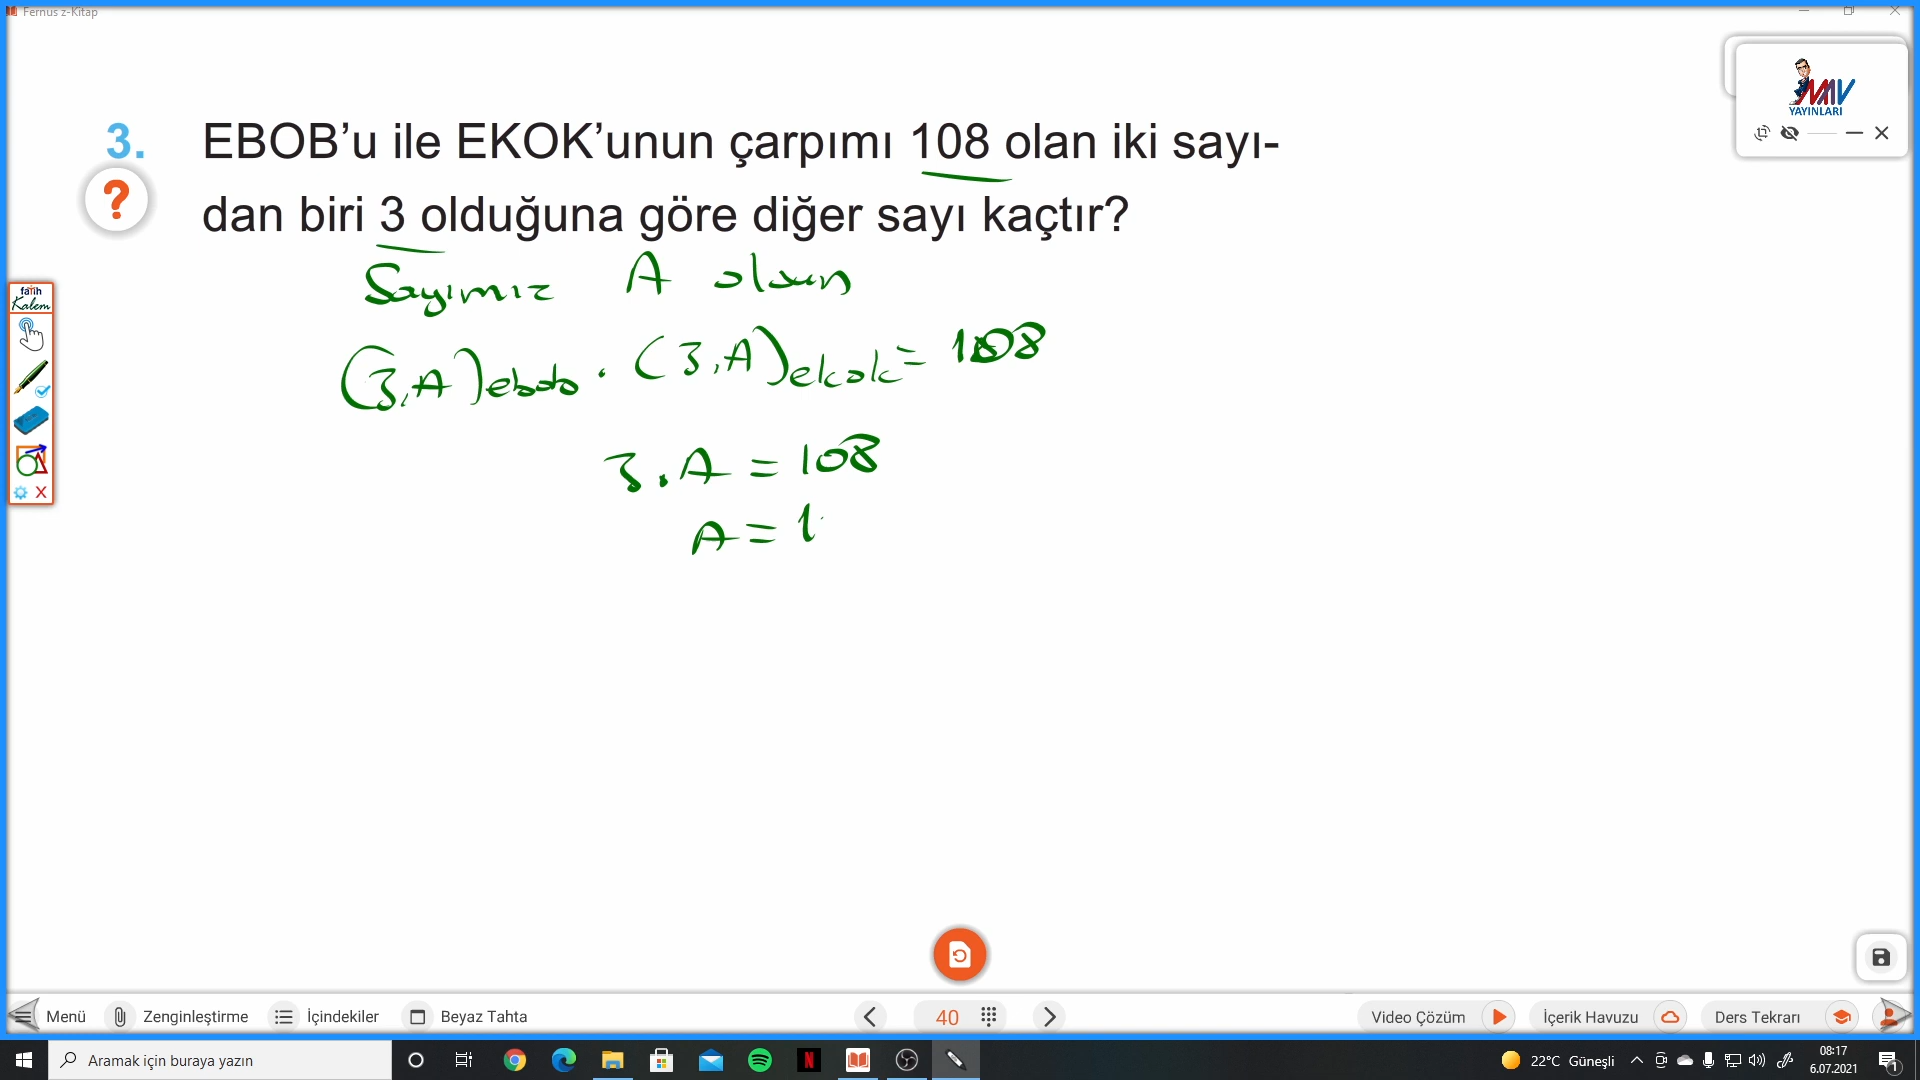 Fernus z-Kitap
MAV
YAYINLARI
3. EBOB’u ile EKOK’unun çarpımı 108 olan iki sayı-
?
dan biri 3 olduğuna göre diğer sayı kaçtır?
Sayımız A olsun
(3,A)ebob . (3,A)ekok = 108
3.A = 108
A = 1
fatih
Kalem
Menü Zenginleştirme İçindekiler Beyaz Tahta 40 Video Çözüm İçerik Havuzu Ders Tekrarı
Aramak için buraya yazın 22°C Güneşli 08:17
6.07.2021
1